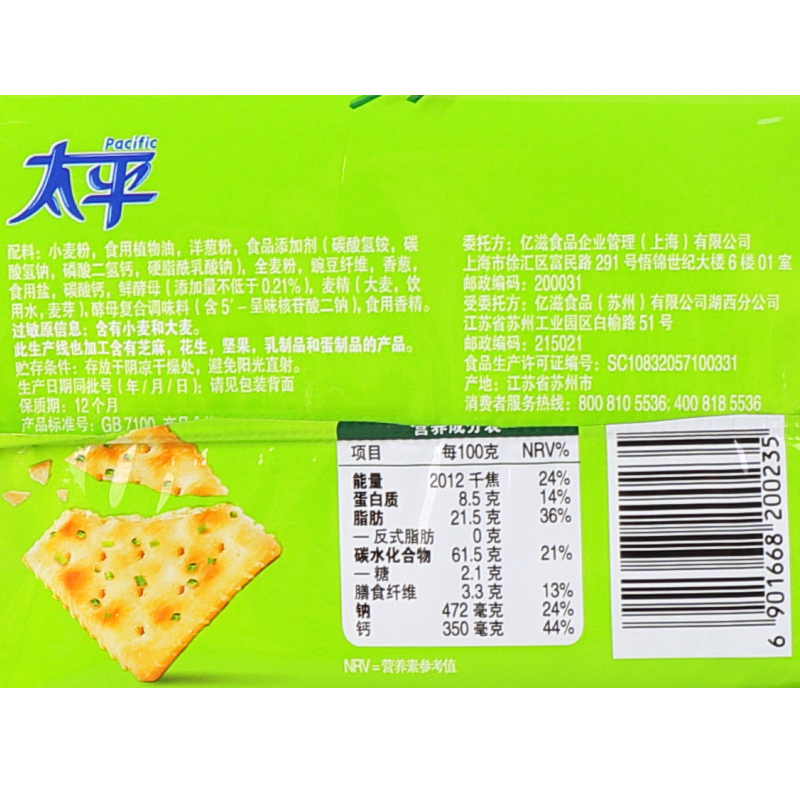 Pacific
太平
配料：小麦粉，食用植物油，洋葱粉，食品添加剂（碳酸氢铵，碳
酸氢钠，磷酸二氢钙，硬脂酰乳酸钠），全麦粉，豌豆纤维，香葱，
食用盐，碳酸钙，鲜酵母（添加量不低于0.21%），麦精（大麦，饮
用水，麦芽），酵母复合调味料（含5′-呈味核苷酸二钠），食用香精。
过敏原信息：含有小麦和大麦。
此生产线也加工含有芝麻，花生，坚果，乳制品和蛋制品的产品。
贮存条件：存放于阴凉干燥处，避免阳光直射。
生产日期同批号（年/月/日）：请见包装背面
保质期：12个月
产品标准号：GB 7100
委托方：亿滋食品企业管理（上海）有限公司
上海市徐汇区富民路291号悟锦世纪大楼6楼01室
邮政编码：200031
受委托方：亿滋食品（苏州）有限公司湖西分公司
江苏省苏州工业园区白榆路51号
邮政编码：215021
食品生产许可证编号：SC10832057100331
产地：江苏省苏州市
消费者服务热线：800 810 5536; 400 818 5536
营养成分表
项目 每100克 NRV%
能量 2012 千焦 24%
蛋白质 8.5 克 14%
脂肪 21.5 克 36%
— 反式脂肪 0 克
碳水化合物 61.5 克 21%
— 糖 2.1 克
膳食纤维 3.3 克 13%
钠 472 毫克 24%
钙 350 毫克 44%
NRV=营养素参考值
6 901668 200235